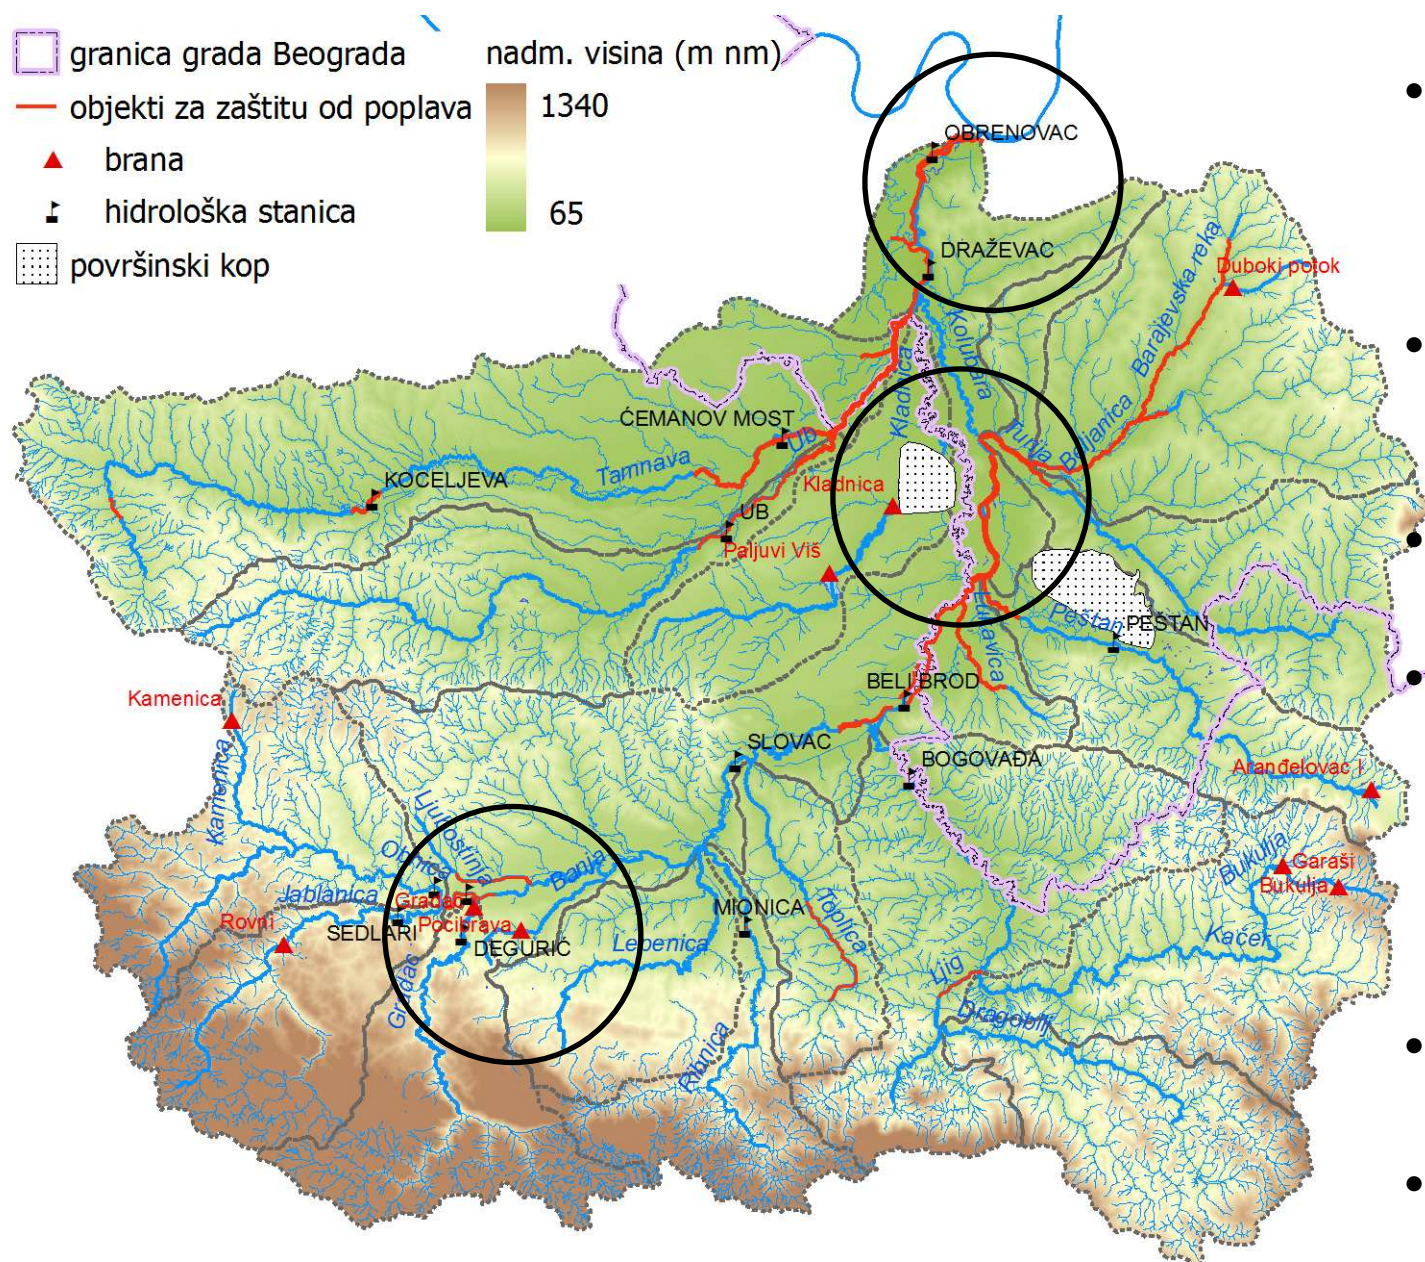 granica grada Beograda
objekti za zaštitu od poplava
brana
hidrološka stanica
površinski kop
nadm. visina (m nm)
1340
65
OBRENOVAC
DRAŽEVAC
Duboki potok
Barajevska reka
Kolubara
Kladnica
Turija
Beljanica
ĆEMANOV MOST
Ub
Tamnava
KOCELJEVA
Kladnica
UB
Paljuvi Viš
Peštan
PEŠTAN
BELI BROD
Kamenica
Kamenica
SLOVAC
BOGOVAĐA
Aranđelovac I
Ljubostinja
Obnica
Banja
Bukulja
Garaši
Bukulja
Jablanica
Gradac
Pocibrava
Rovni
SEDLARI
DEGURIĆ
MIONICA
Toplica
Lepenica
Kačer
Gradac
Ljig
Dragobilj
Ribnica